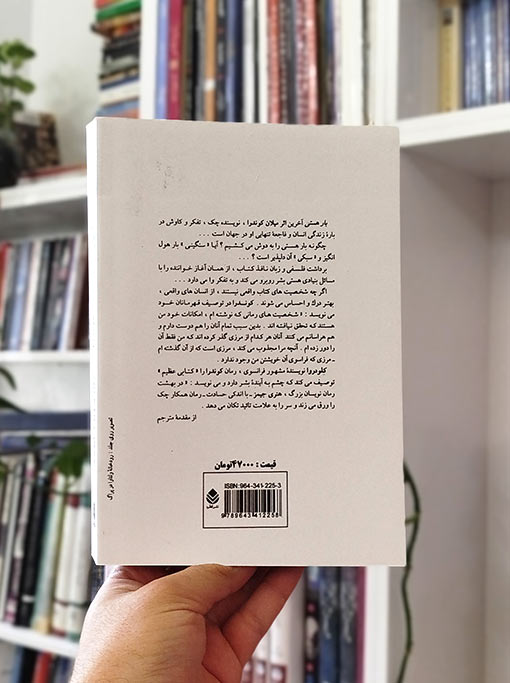 بار هستی آخرین اثر میلان کوندرا، نویسنده چک، تفکر و کاوش در
بارهٔ زندگی انسان و فاجعهٔ تنهایی او در جهان است ...
چگونه بار هستی را به دوش می کشیم؟ آیا «سنگینی» بار هول
انگیز و «سبکی» آن دلپذیر است؟ ...
برداشت فلسفی و زبان نافذ کتاب، از همان آغاز خواننده را با
مسائل بنیادی هستی بشر روبرو می کند و به تفکر وا می دارد ...
اگر چه شخصیت های کتاب واقعی نیستند، از انسان های واقعی،
بهتر درك و احساس می شوند. کوندرا در توصیف قهرمانان خود
می نویسد: «شخصیت های رمانی که نوشته ام، امکانات خود من
هستند که تحقق نیافته اند. بدین سبب تمام آنان را هم دوست دارم و
هم هراسانم می کنند. آنان هر کدام از مرزی گذر کرده اند که من فقط آن
را دور زده ام. آنچه مرا مجذوب می کند، مرزی است که از آن گذشته ام
ـ مرزی که فراسوی آن خویشتن من وجود ندارد.»
کلودروا نویسندهٔ مشهور فرانسوی، رمان کوندرا را «کتابی عظیم»
توصیف می کند که چشم به آیندهٔ بشر دارد و می نویسد: «در بهشت
رمان نویسان بزرگ، هنری جیمز ـ با اندکی حسادت ـ رمان همکار چک
را ورق می زند و سر را به علامت تائید تکان می دهد.»
از مقدمهٔ مترجم
قیمت: ۴۷۰۰۰تومان
ISBN: 964-341-225-3
9789643412258